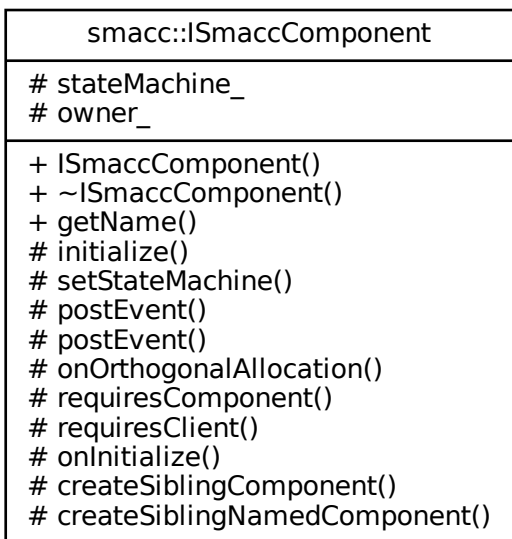 smacc::ISmaccComponent
# stateMachine_
# owner_
+ ISmaccComponent()
+ ~ISmaccComponent()
+ getName()
# initialize()
# setStateMachine()
# postEvent()
# postEvent()
# onOrthogonalAllocation()
# requiresComponent()
# requiresClient()
# onInitialize()
# createSiblingComponent()
# createSiblingNamedComponent()